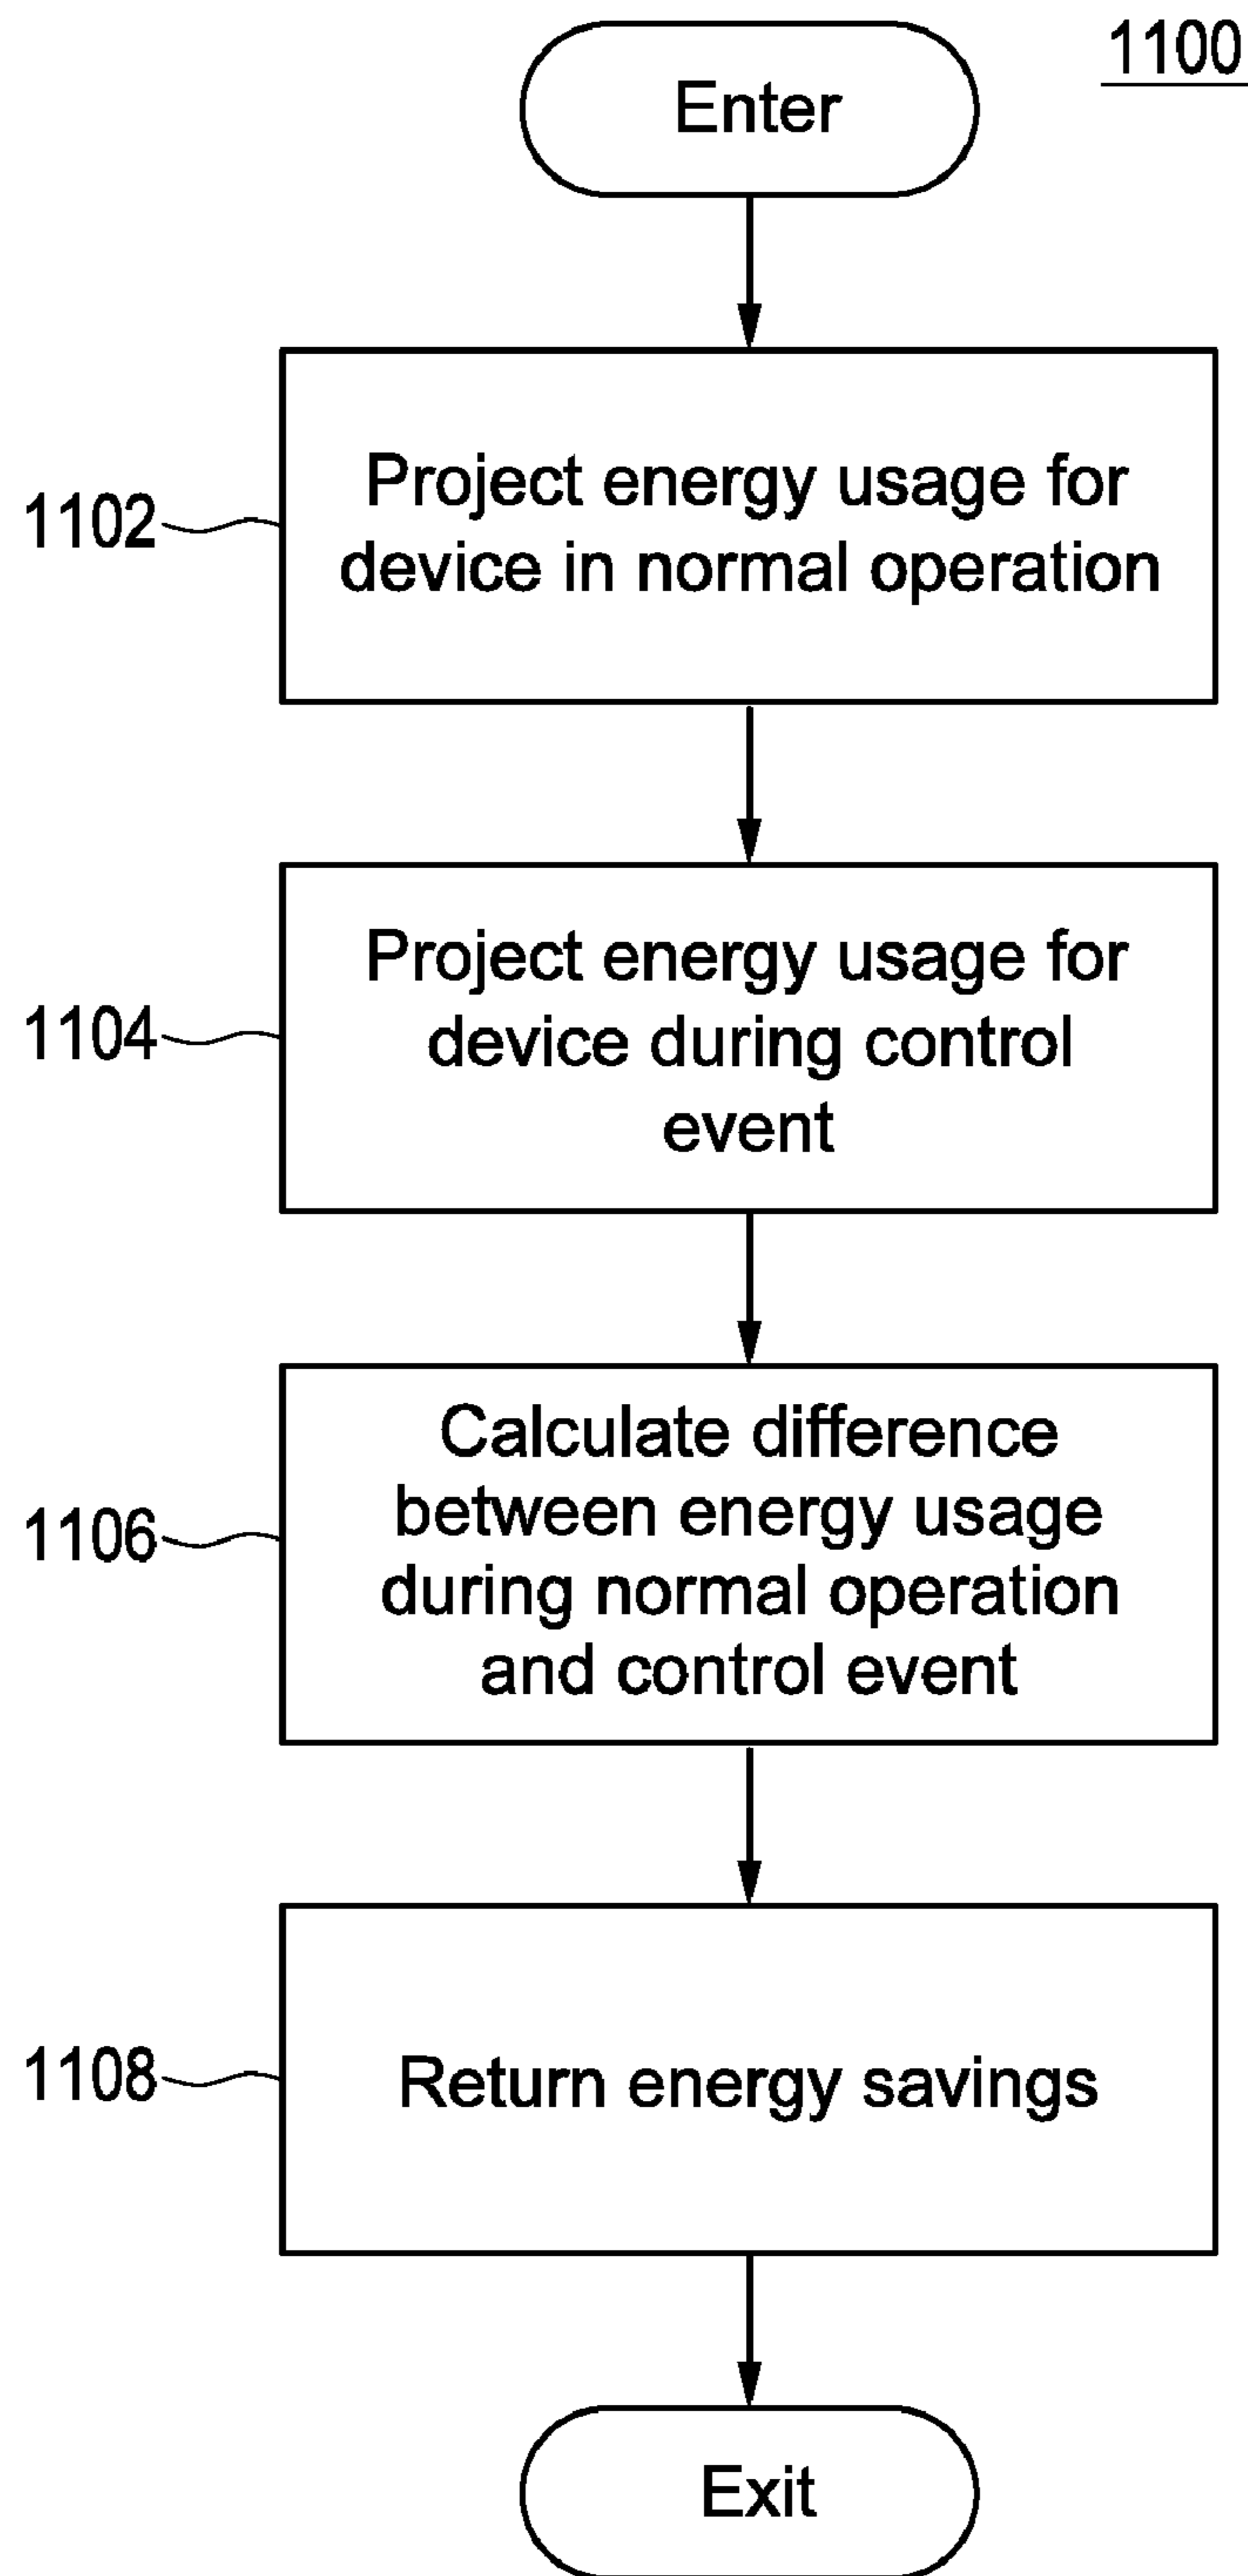 1100
Enter
1102
Project energy usage for
device in normal operation
1104
Project energy usage for
device during control
event
1106
Calculate difference
between energy usage
during normal operation
and control event
1108
Return energy savings
Exit